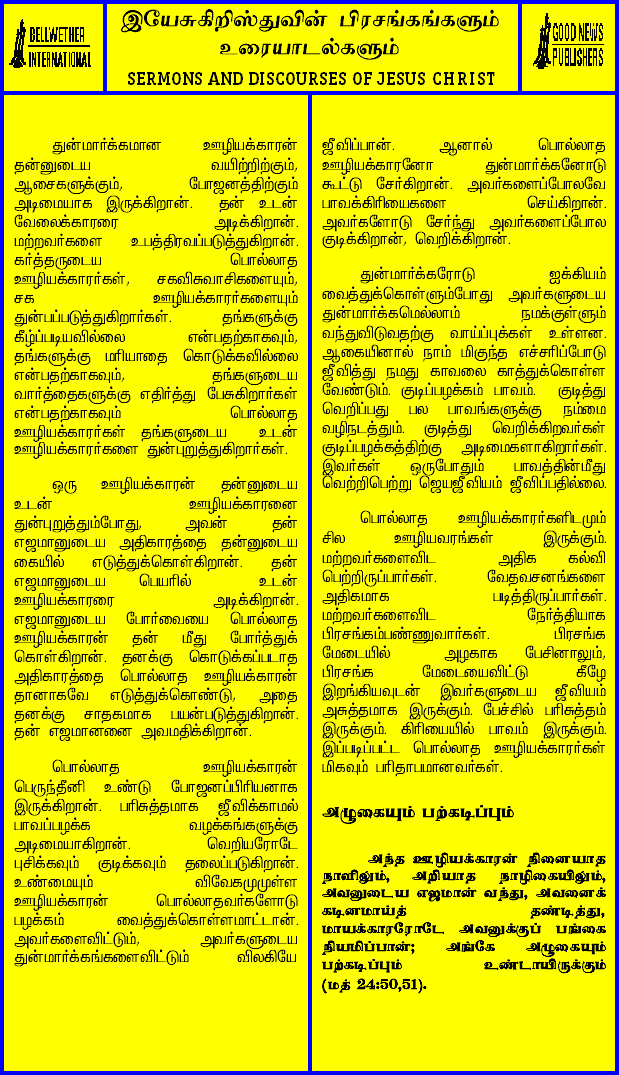 BELLWETHER
INTERNATIONAL
இயேசுகிறிஸ்துவின் பிரசங்கங்களும்
உரையாடல்களும்
SERMONS AND DISCOURSES OF JESUS CHRIST
GOOD NEWS
PUBLISHERS
துன்மார்க்கமான ஊழியக்காரன்
தன்னுடைய வயிற்றிற்கும்,
ஆசைகளுக்கும், போஜனத்திற்கும்
அடிமையாக இருக்கிறான். தன் உடன்
வேலைக்காரரை அடிக்கிறான்.
மற்றவர்களை உபத்திரவப்படுத்துகிறான்.
கர்த்தருடைய பொல்லாத
ஊழியக்காரர்கள், சகவிசுவாசிகளையும்,
சக ஊழியக்காரர்களையும்
துன்பப்படுத்துகிறார்கள். தங்களுக்கு
கீழ்ப்படியவில்லை என்பதற்காகவும்,
தங்களுக்கு மரியாதை கொடுக்கவில்லை
என்பதற்காகவும், தங்களுடைய
வார்த்தைகளுக்கு எதிர்த்து பேசுகிறார்கள்
என்பதற்காகவும் பொல்லாத
ஊழியக்காரர்கள் தங்களுடைய உடன்
ஊழியக்காரர்களை துன்புறுத்துகிறார்கள்.
ஒரு ஊழியக்காரன் தன்னுடைய
உடன் ஊழியக்காரனை
துன்புறுத்தும்போது, அவன் தன்
எஜமானுடைய அதிகாரத்தை தன்னுடைய
கையில் எடுத்துக்கொள்கிறான். தன்
எஜமானுடைய பெயரில் உடன்
ஊழியக்காரரை அடிக்கிறான்.
எஜமானுடைய போர்வையை பொல்லாத
ஊழியக்காரன் தன் மீது போர்த்துக்
கொள்கிறான். தனக்கு கொடுக்கப்படாத
அதிகாரத்தை பொல்லாத ஊழியக்காரன்
தானாகவே எடுத்துக்கொண்டு, அதை
தனக்கு சாதகமாக பயன்படுத்துகிறான்.
தன் எஜமானனை அவமதிக்கிறான்.
பொல்லாத ஊழியக்காரன்
பெருந்தீனி உண்டு போஜனப்பிரியனாக
இருக்கிறான். பரிசுத்தமாக ஜீவிக்காமல்
பாவப்பழக்க வழக்கங்களுக்கு
அடிமையாகிறான். வெறியரோடே
புசிக்கவும் குடிக்கவும் தலைப்படுகிறான்.
உண்மையும் விவேகமுமுள்ள
ஊழியக்காரன் பொல்லாதவர்களோடு
பழக்கம் வைத்துக்கொள்ளமாட்டான்.
அவர்களைவிட்டும், அவர்களுடைய
துன்மார்க்கங்களைவிட்டும் விலகியே
ஜீவிப்பான். ஆனால் பொல்லாத
ஊழியக்காரனோ துன்மார்க்கனோடு
கூட்டு சேர்கிறான். அவர்களைப்போலவே
பாவக்கிரியைகளை செய்கிறான்.
அவர்களோடு சேர்ந்து அவர்களைப்போல
குடிக்கிறான், வெறிக்கிறான்.
துன்மார்க்கரோடு ஐக்கியம்
வைத்துக்கொள்ளும்போது அவர்களுடைய
துன்மார்க்கமெல்லாம் நமக்குள்ளும்
வந்துவிடுவதற்கு வாய்ப்புக்கள் உள்ளன.
ஆகையினால் நாம் மிகுந்த எச்சரிப்போடு
ஜீவித்து நமது காவலை காத்துக்கொள்ள
வேண்டும். குடிப்பழக்கம் பாவம். குடித்து
வெறிப்பது பல பாவங்களுக்கு நம்மை
வழிநடத்தும். குடித்து வெறிக்கிறவர்கள்
குடிப்பழக்கத்திற்கு அடிமைகளாகிறார்கள்.
இவர்கள் ஒருபோதும் பாவத்தின்மீது
வெற்றிபெற்று ஜெயஜீவியம் ஜீவிப்பதில்லை.
பொல்லாத ஊழியக்காரர்களிடமும்
சில ஊழியவரங்கள் இருக்கும்.
மற்றவர்களைவிட அதிக கல்வி
பெற்றிருப்பார்கள். வேதவசனங்களை
அதிகமாக படித்திருப்பார்கள்.
மற்றவர்களைவிட நேர்த்தியாக
பிரசங்கம்பண்ணுவார்கள். பிரசங்க
மேடையில் அழகாக பேசினாலும்,
பிரசங்க மேடையைவிட்டு கீழே
இறங்கியவுடன் இவர்களுடைய ஜீவியம்
அசுத்தமாக இருக்கும். பேச்சில் பரிசுத்தம்
இருக்கும். கிரியையில் பாவம் இருக்கும்.
இப்படிப்பட்ட பொல்லாத ஊழியக்காரர்கள்
மிகவும் பரிதாபமானவர்கள்.
அழுகையும் பற்கடிப்பும்
அந்த ஊழியக்காரன் நினையாத
நாளிலும், அறியாத நாழிகையிலும்,
அவனுடைய எஜமான் வந்து, அவனைக்
கடினமாய்த் தண்டித்து,
மாயக்காரரோடே அவனுக்குப் பங்கை
நியமிப்பான்; அங்கே அழுகையும்
பற்கடிப்பும் உண்டாயிருக்கும்
(மத் 24:50,51).